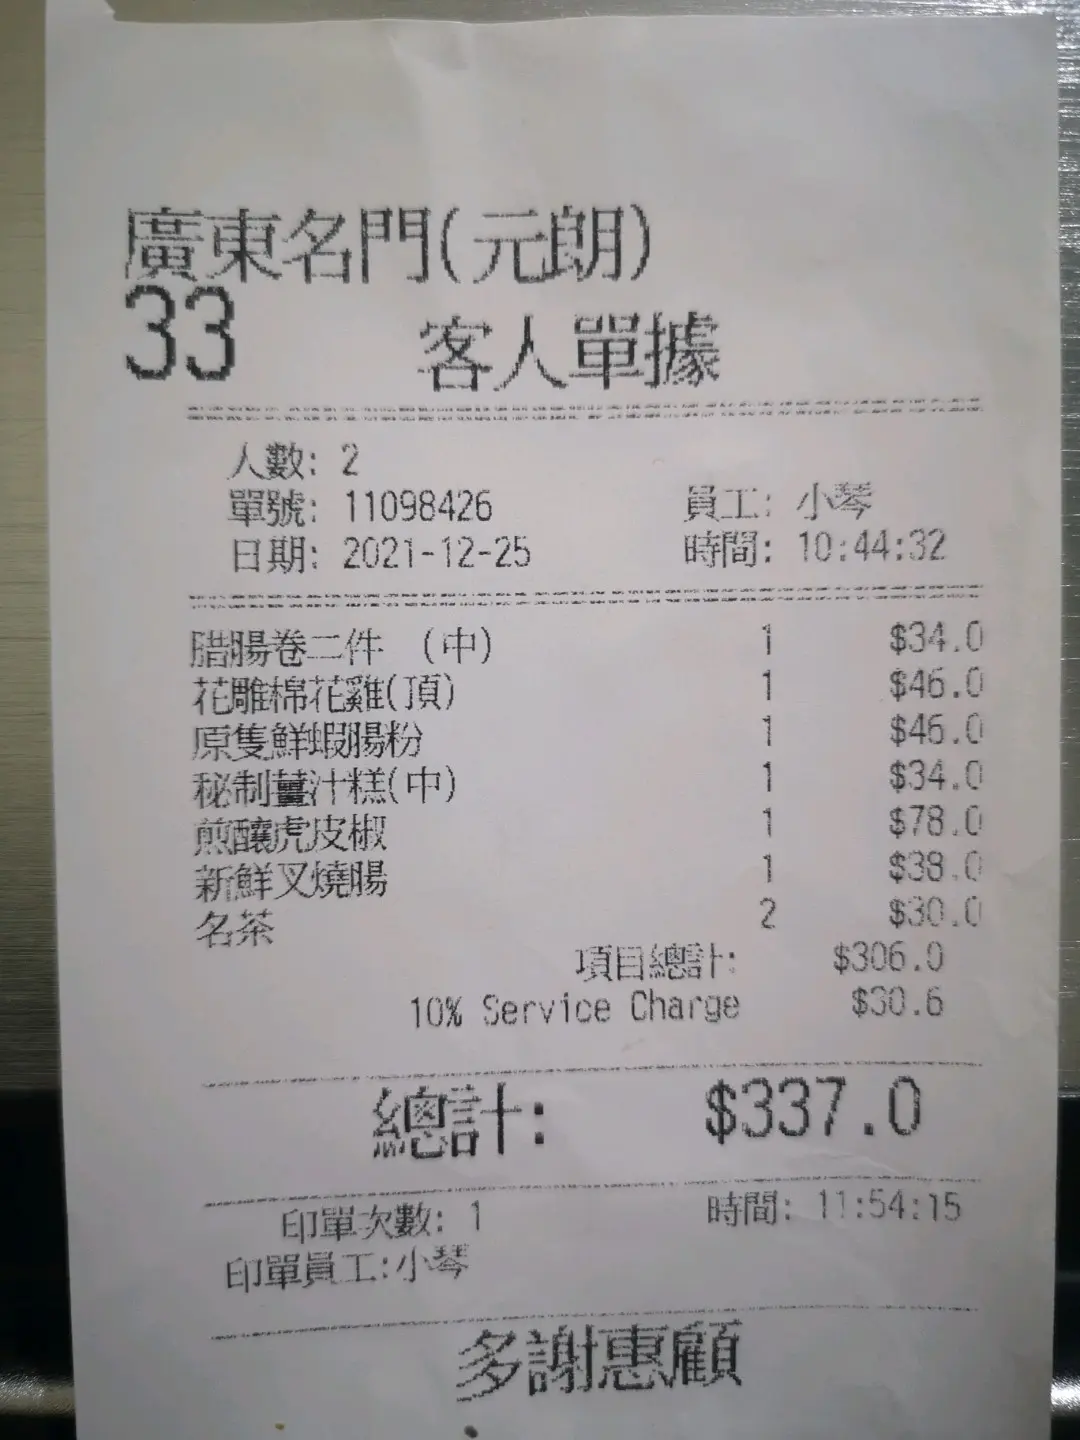 廣東名門(元朗)
33 客人單據
人數: 2
單號: 11098426 員工: 小琴
日期: 2021-12-25 時間: 10:44:32
腊腸卷二件 (中) 1 $34.0
花雕棉花雞(頂) 1 $46.0
原隻鮮蝦腸粉 1 $46.0
秘制薑汁糕(中) 1 $34.0
煎釀虎皮椒 1 $78.0
新鮮叉燒腸 1 $38.0
名茶 2 $30.0
項目總計: $306.0
10% Service Charge $30.6
總計: $337.0
印單次數: 1 時間: 11:54:15
印單員工:小琴
多謝惠顧